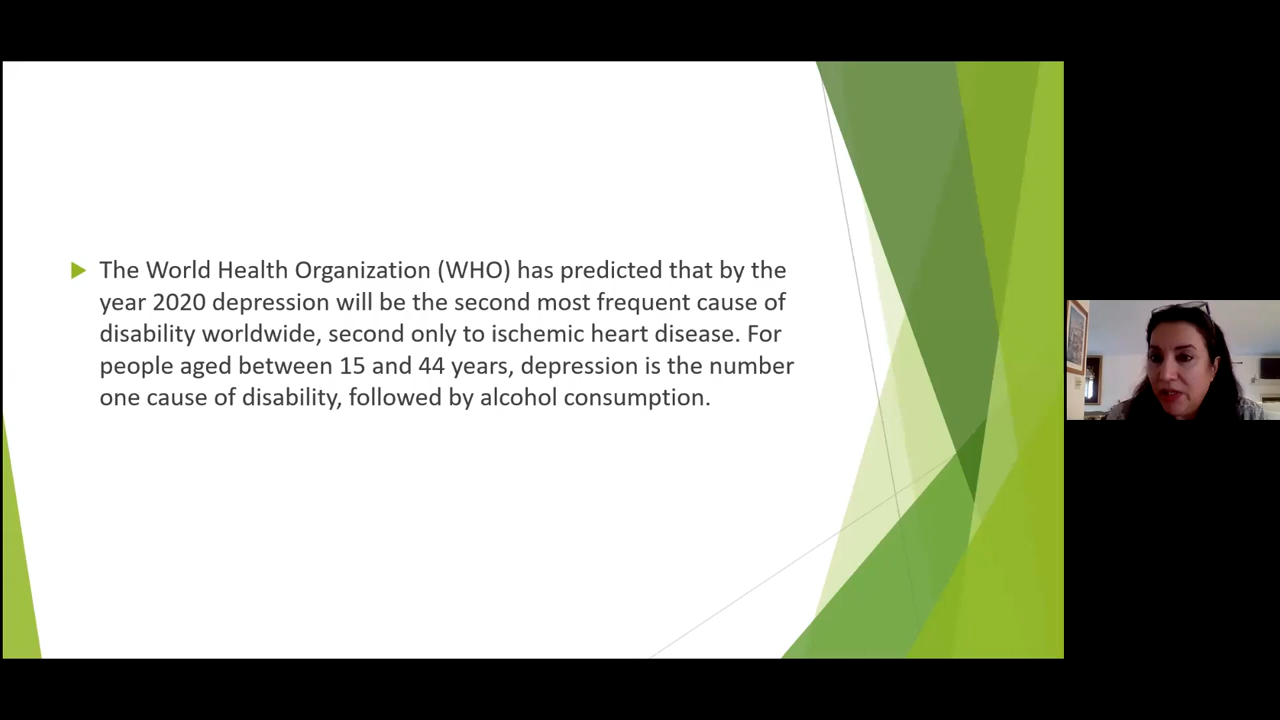 The World Health Organization (WHO) has predicted that by the
year 2020 depression will be the second most frequent cause of
disability worldwide, second only to ischemic heart disease. For
people aged between 15 and 44 years, depression is the number
one cause of disability, followed by alcohol consumption.